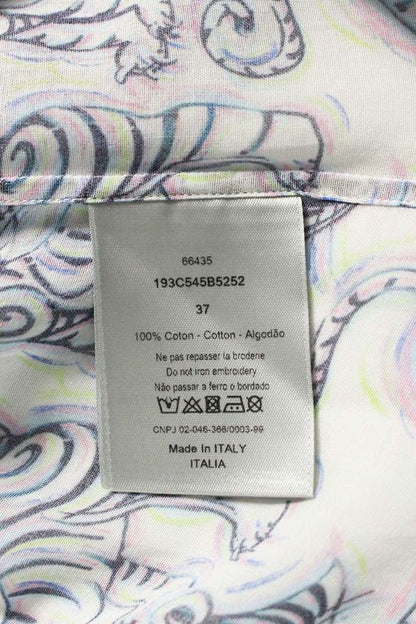 66435
193C545B5252
37
100% Coton - Cotton - Algodão
Ne pas repasser la broderie
Do not iron embroidery
Não passar a ferro o bordado
CNPJ 02-046-366/0003-99
Made In ITALY
ITALIA